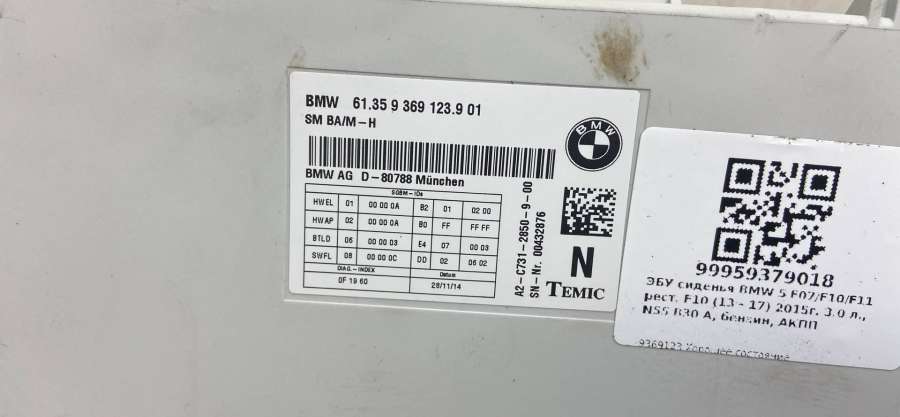 BMW 61.35 9 369 123.9 01
SM BA/M-H
BMW
BMW AG D-80788 München
SGBM-IDs
HWEL 01 00 00 0A B2 01 02 00
HWAP 02 00 00 0A B0 FF FF FF
BTLD 06 00 00 03 E4 07 00 03
SWFL 08 00 00 0C DD 02 06 02
DIAG.-INDEX Datum
0F 19 60 28/11/14
A2-C731-2850-9-00
SN-Nr. 00432876
N
TEMIC
99959379018
ЭБУ сиденья BMW 5 F07/F10/F11
рест. F10 (13 - 17) 2015г. 3.0 л.,
N55 B30 A, бензин, АКПП
9369123 Хорошее состояние